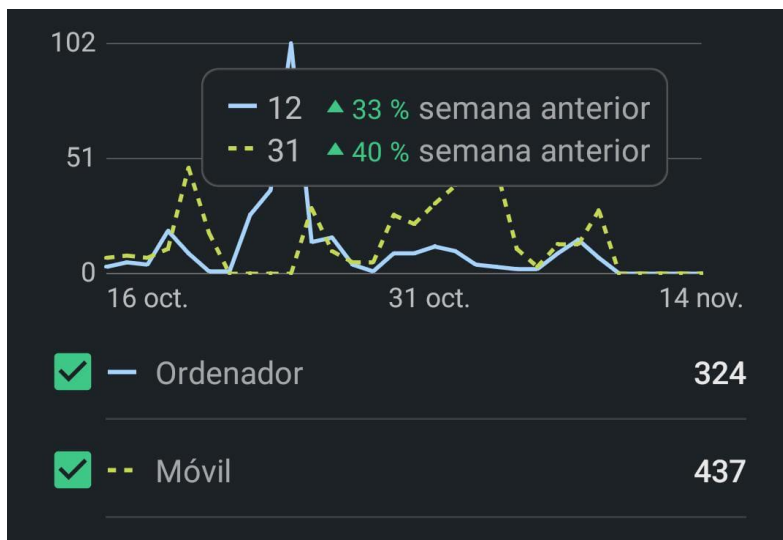 102
12 ▲ 33 % semana anterior
51
31 ▲ 40 % semana anterior
0
16 oct. 31 oct. 14 nov.
Ordenador 324
Móvil 437